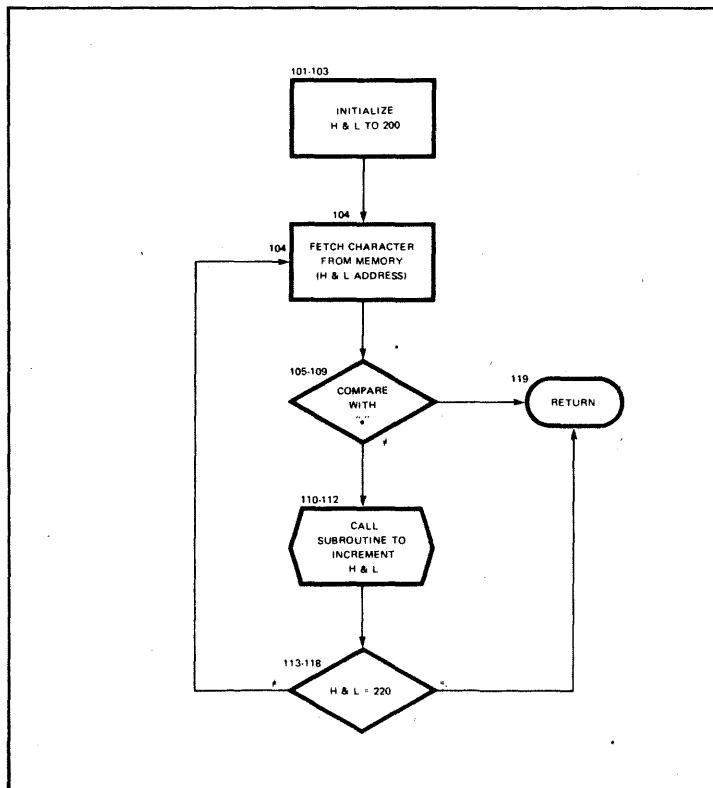 101-103
INITIALIZE
H & L TO 200
104
104
FETCH CHARACTER
FROM MEMORY
(H & L ADDRESS)
105-109
COMPARE
WITH
"."
≠
119
RETURN
110-112
CALL
SUBROUTINE TO
INCREMENT
H & L
113-118
≠
H & L = 220
=